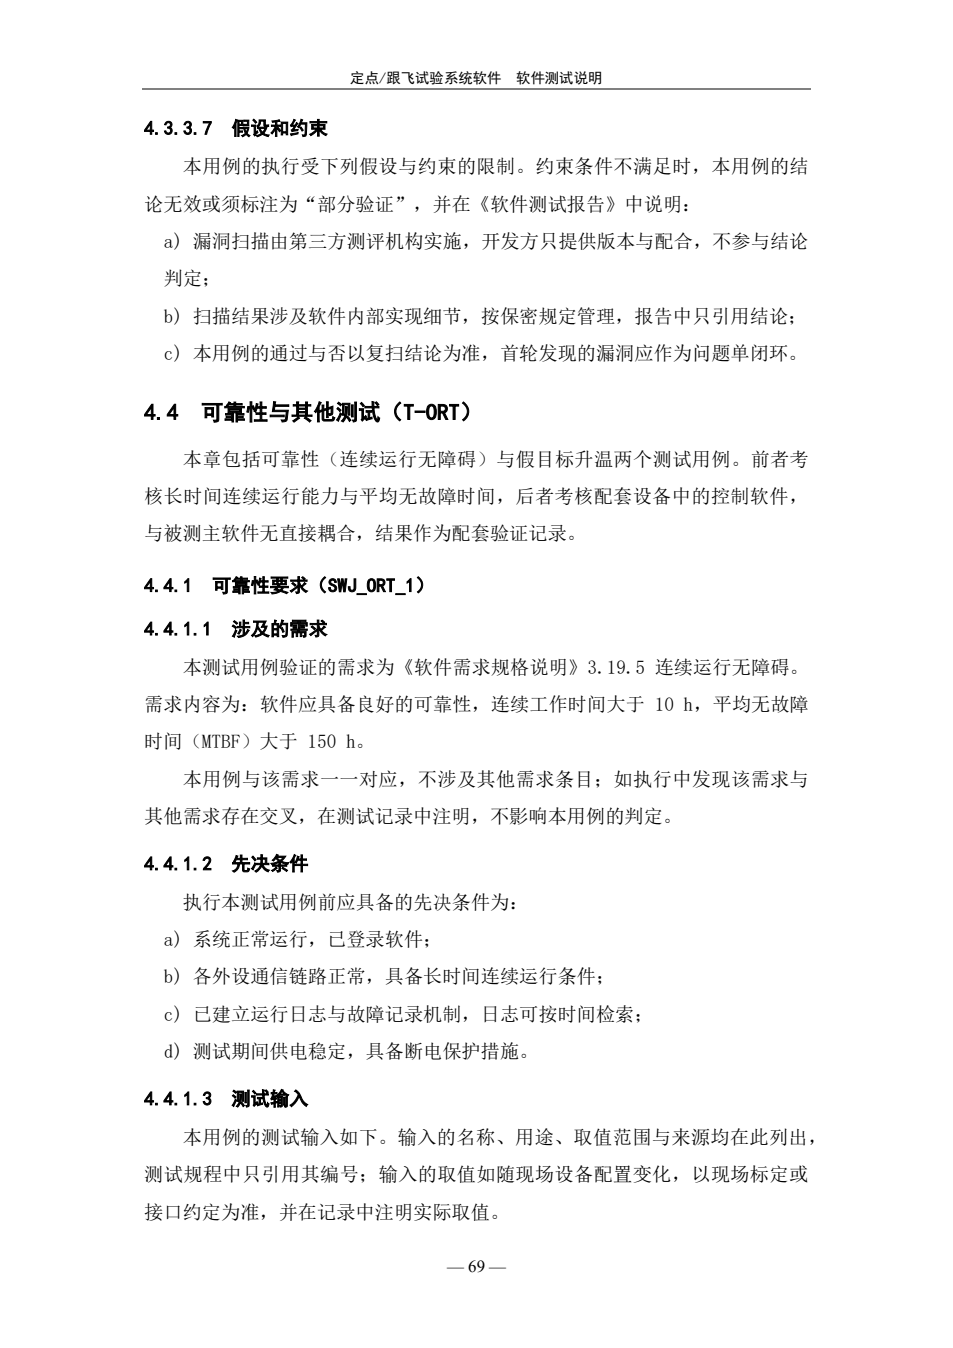 定点/跟飞试验系统软件　软件测试说明
4.3.3.7　假设和约束
本用例的执行受下列假设与约束的限制。约束条件不满足时，本用例的结
论无效或须标注为“部分验证”，并在《软件测试报告》中说明：
a) 漏洞扫描由第三方测评机构实施，开发方只提供版本与配合，不参与结论
判定；
b) 扫描结果涉及软件内部实现细节，按保密规定管理，报告中只引用结论；
c) 本用例的通过与否以复扫结论为准，首轮发现的漏洞应作为问题单闭环。
4.4　可靠性与其他测试（T-ORT）
本章包括可靠性（连续运行无障碍）与假目标升温两个测试用例。前者考
核长时间连续运行能力与平均无故障时间，后者考核配套设备中的控制软件，
与被测主软件无直接耦合，结果作为配套验证记录。
4.4.1　可靠性要求（SWJ_ORT_1）
4.4.1.1　涉及的需求
本测试用例验证的需求为《软件需求规格说明》3.19.5 连续运行无障碍。
需求内容为：软件应具备良好的可靠性，连续工作时间大于 10 h，平均无故障
时间（MTBF）大于 150 h。
本用例与该需求一一对应，不涉及其他需求条目；如执行中发现该需求与
其他需求存在交叉，在测试记录中注明，不影响本用例的判定。
4.4.1.2　先决条件
执行本测试用例前应具备的先决条件为：
a) 系统正常运行，已登录软件；
b) 各外设通信链路正常，具备长时间连续运行条件；
c) 已建立运行日志与故障记录机制，日志可按时间检索；
d) 测试期间供电稳定，具备断电保护措施。
4.4.1.3　测试输入
本用例的测试输入如下。输入的名称、用途、取值范围与来源均在此列出，
测试规程中只引用其编号；输入的取值如随现场设备配置变化，以现场标定或
接口约定为准，并在记录中注明实际取值。
— 69 —